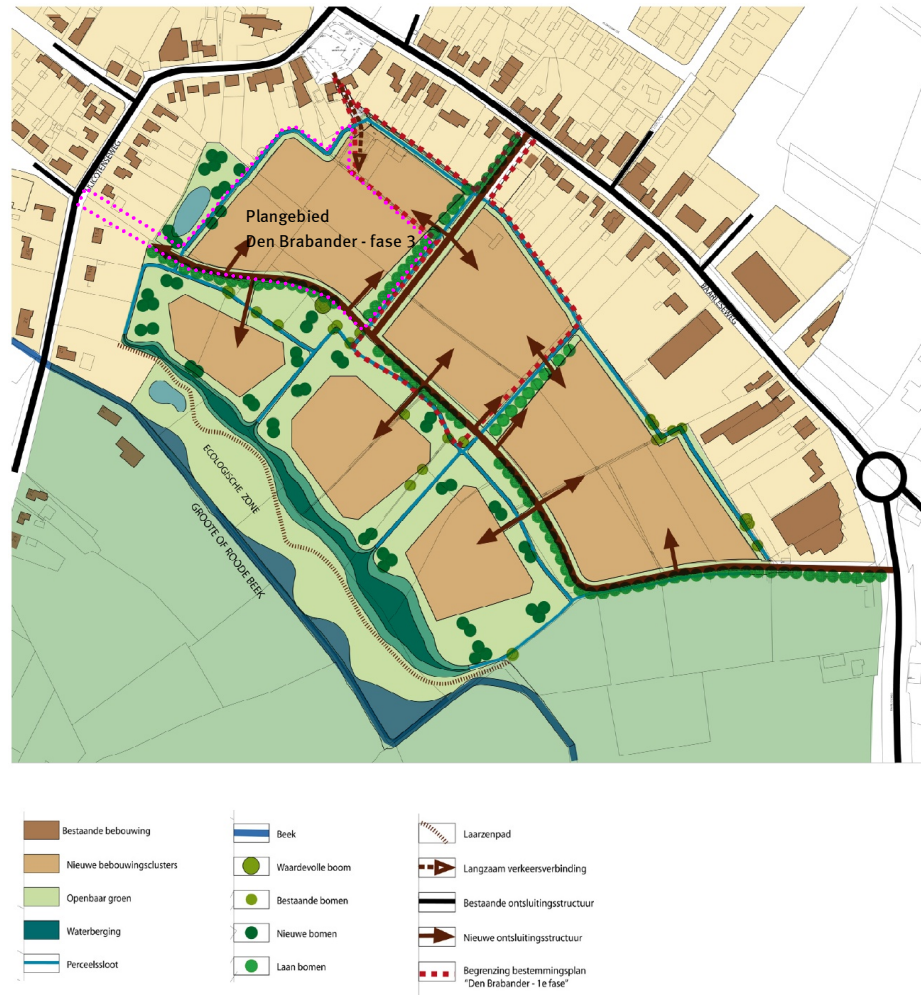 Plangebied
Den Brabander - fase 3
BAARLESEWEG
ECOLOGISCHE ZONE
GROOTE OF ROODE BEEK
Bestaande bebouwing
Nieuwe bebouwingsclusters
Openbaar groen
Waterberging
Perceelssloot
Beek
Waardevolle boom
Bestaande bomen
Nieuwe bomen
Laan bomen
Laarzenpad
Langzaam verkeersverbinding
Bestaande ontsluitingsstructuur
Nieuwe ontsluitingsstructuur
Begrenzing bestemmingsplan
"Den Brabander - 1e fase"